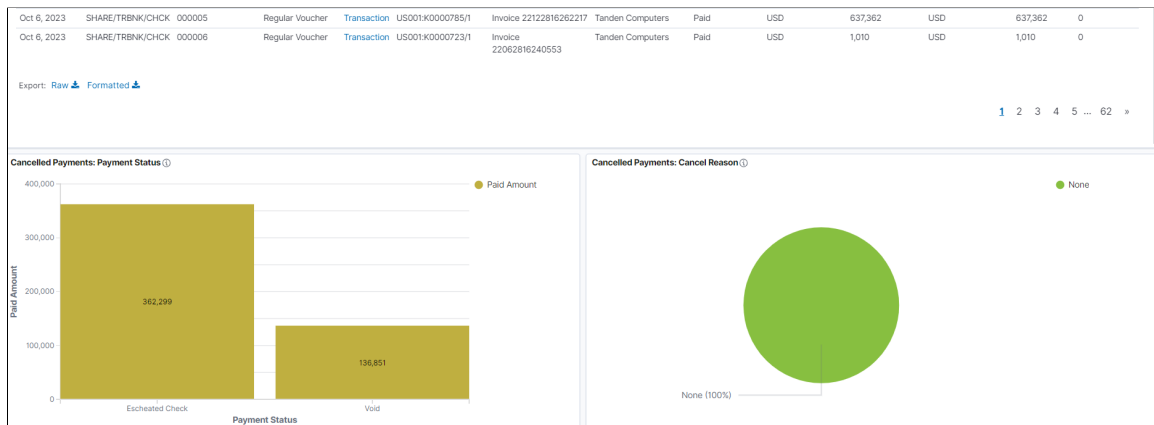 Oct 6, 2023 SHARE/TRBNK/CHCK 000005 Regular Voucher Transaction US001:K0000785/1 Invoice 22122816262217 Tanden Computers Paid USD 637,362 USD 637,362 0
Oct 6, 2023 SHARE/TRBNK/CHCK 000006 Regular Voucher Transaction US001:K0000723/1 Invoice Tanden Computers Paid USD 1,010 USD 1,010 0
22062816240553
Export: Raw Formatted
1 2 3 4 5 ... 62 »
Cancelled Payments: Payment Status
400,000
300,000
200,000
100,000
0
Paid Amount
362,299
136,851
Escheated Check Void
Payment Status
Paid Amount
Cancelled Payments: Cancel Reason
None
None (100%)